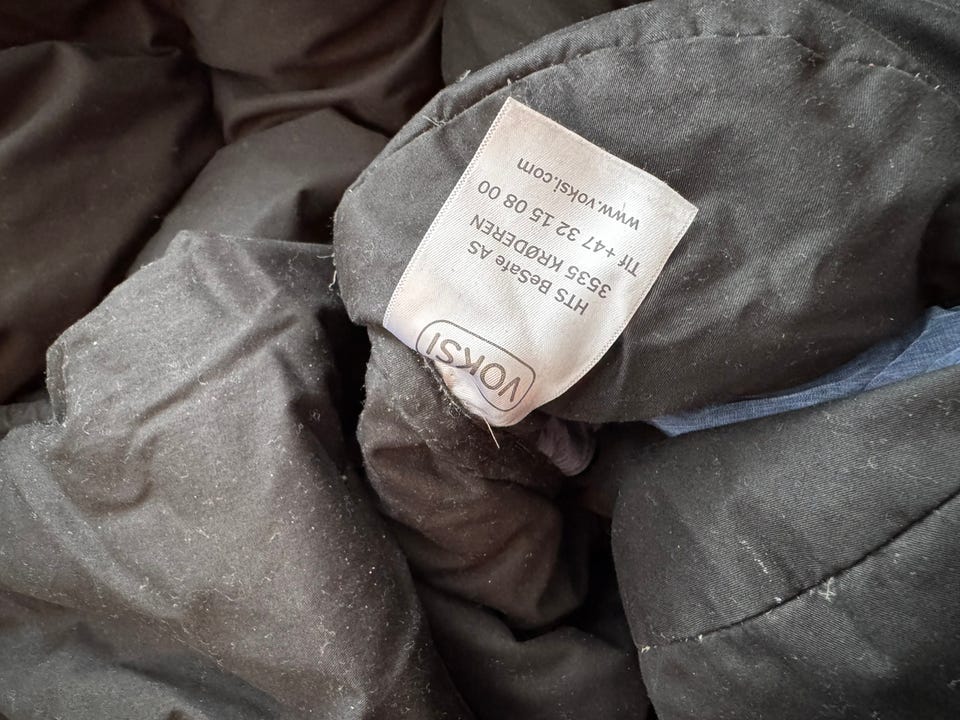 VOKSI
HTS BeSafe AS
3535 KRØDEREN
Tlf +47 32 15 08 00
www.voksi.com